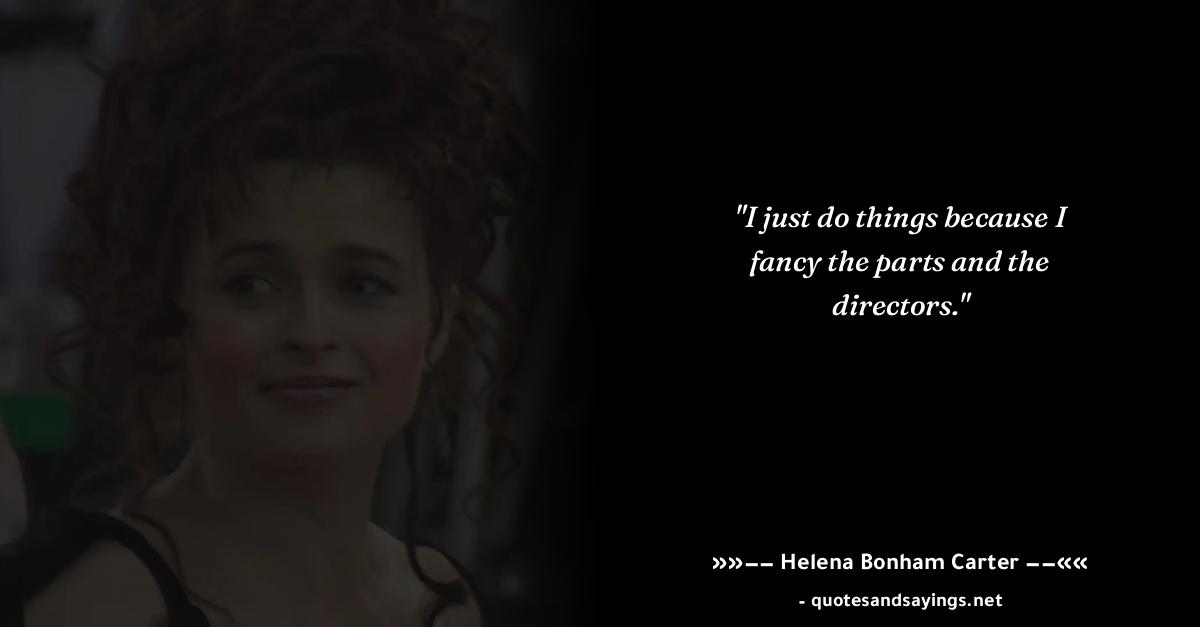 "I just do things because I
fancy the parts and the
directors."
»»−− Helena Bonham Carter −−««
- quotesandsayings.net